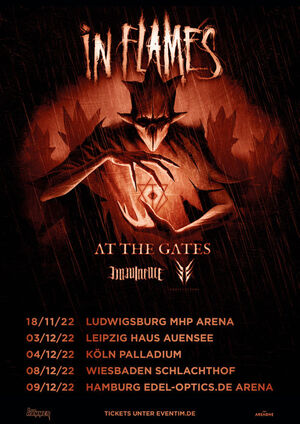 IN FLAMES
AT THE GATES
IMMINENCE
18/11/22 LUDWIGSBURG MHP ARENA
03/12/22 LEIPZIG HAUS AUENSEE
04/12/22 KÖLN PALLADIUM
08/12/22 WIESBADEN SCHLACHTHOF
09/12/22 HAMBURG EDEL-OPTICS.DE ARENA
TICKETS UNTER EVENTIM.DE